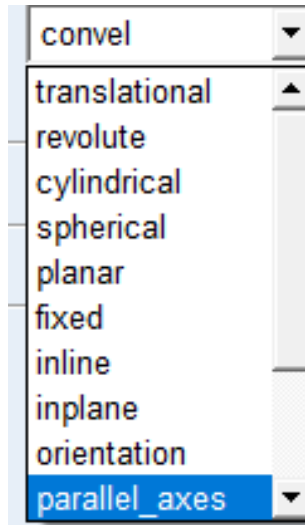 convel
translational
revolute
cylindrical
spherical
planar
fixed
inline
inplane
orientation
parallel_axes